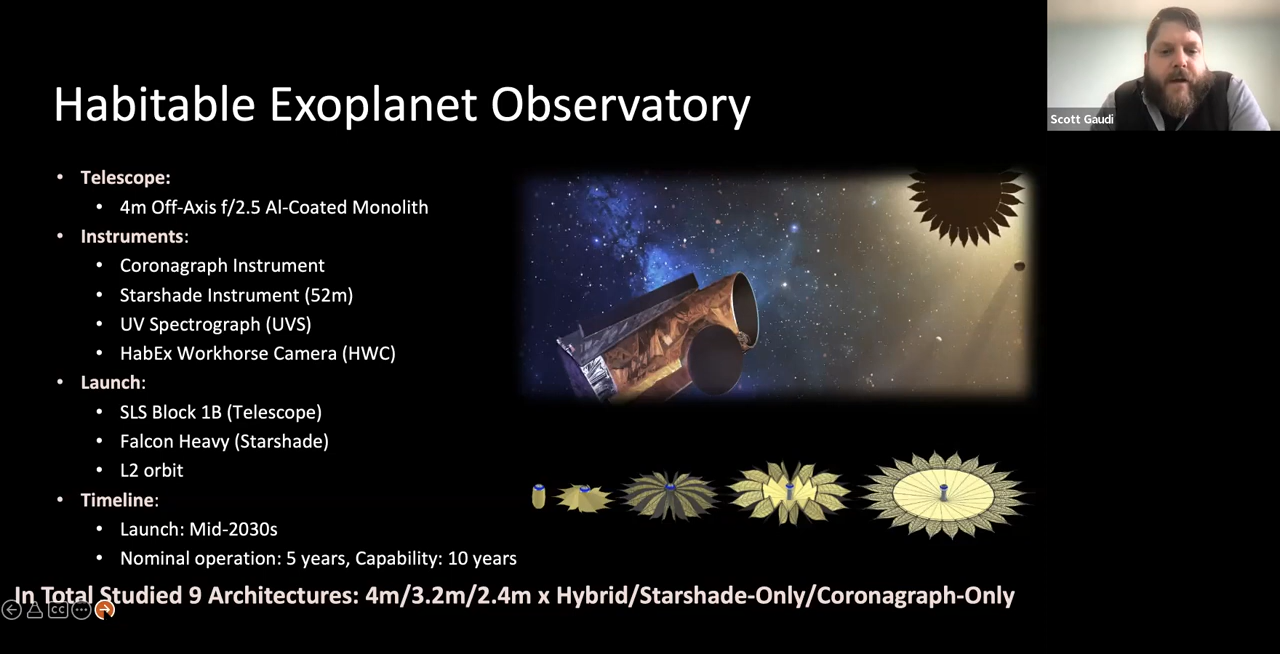 Habitable Exoplanet Observatory
Scott Gaudi
• Telescope:
• 4m Off-Axis f/2.5 Al-Coated Monolith
• Instruments:
• Coronagraph Instrument
• Starshade Instrument (52m)
• UV Spectrograph (UVS)
• HabEx Workhorse Camera (HWC)
• Launch:
• SLS Block 1B (Telescope)
• Falcon Heavy (Starshade)
• L2 orbit
• Timeline:
• Launch: Mid-2030s
• Nominal operation: 5 years, Capability: 10 years
In Total Studied 9 Architectures: 4m/3.2m/2.4m x Hybrid/Starshade-Only/Coronagraph-Only
CC